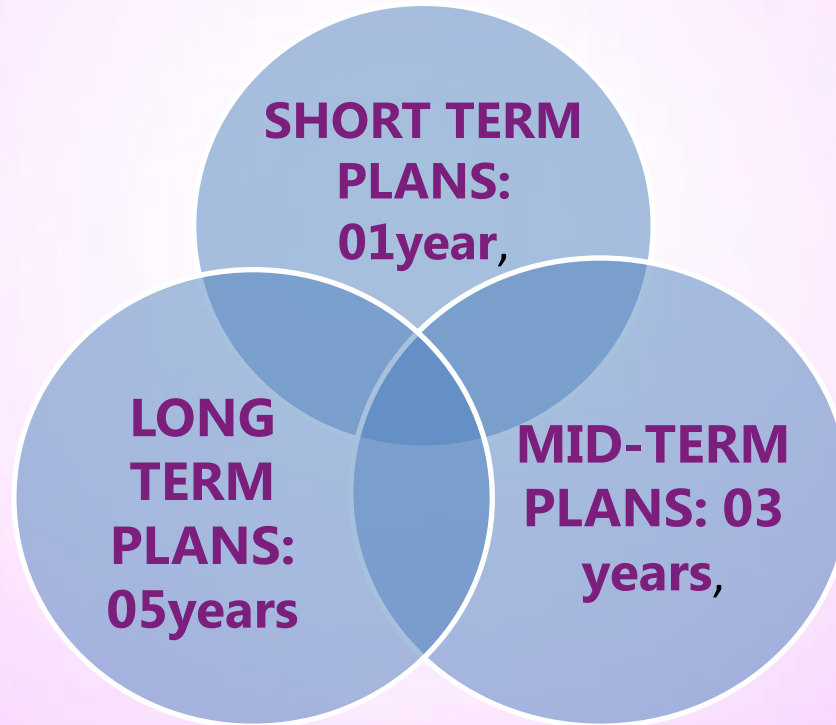 SHORT TERM
PLANS:
01year,
LONG
TERM
PLANS:
05years
MID-TERM
PLANS: 03
years,